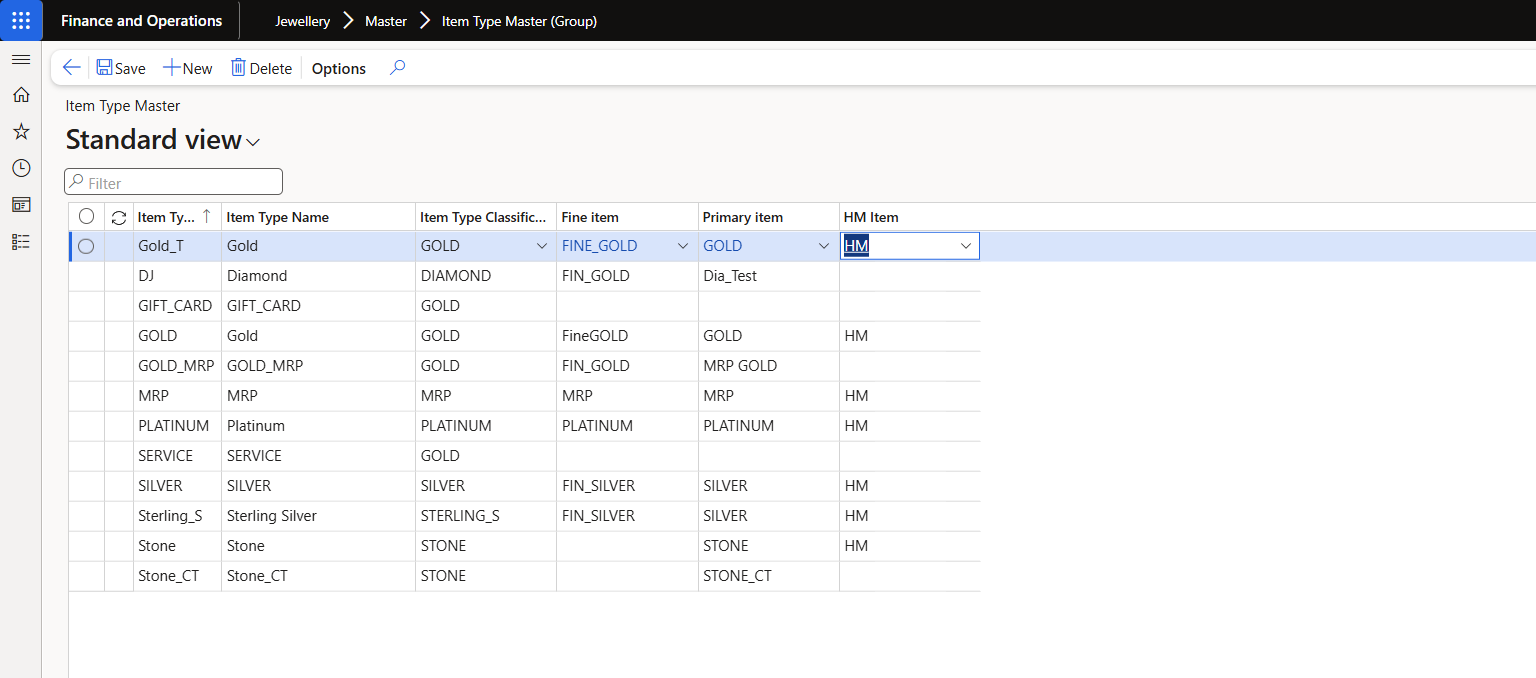 Finance and Operations Jewellery Master Item Type Master (Group)
Save New Delete Options
Item Type Master
Standard view
Filter
Item Ty... Item Type Name Item Type Classific... Fine item Primary item HM Item
Gold_T Gold GOLD FINE_GOLD GOLD HM
DJ Diamond DIAMOND FIN_GOLD Dia_Test
GIFT_CARD GIFT_CARD GOLD
GOLD Gold GOLD FineGOLD GOLD HM
GOLD_MRP GOLD_MRP GOLD FIN_GOLD MRP GOLD
MRP MRP MRP MRP MRP HM
PLATINUM Platinum PLATINUM PLATINUM PLATINUM HM
SERVICE SERVICE GOLD
SILVER SILVER SILVER FIN_SILVER SILVER HM
Sterling_S Sterling Silver STERLING_S FIN_SILVER SILVER HM
Stone Stone STONE STONE HM
Stone_CT Stone_CT STONE STONE_CT